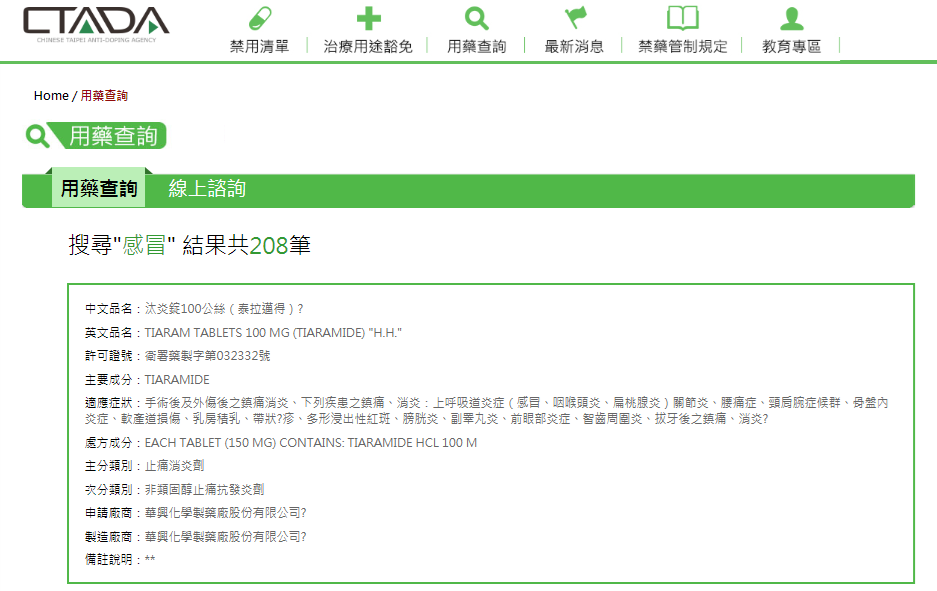 CTADA
CHINESE TAIPEI ANTI-DOPING AGENCY
禁用清單
治療用途豁免
用藥查詢
最新消息
禁藥管制規定
教育專區
Home / 用藥查詢
用藥查詢
用藥查詢 線上諮詢
搜尋"感冒" 結果共208筆
中文品名：汰炎錠100公絲（泰拉邁得）?
英文品名：TIARAM TABLETS 100 MG (TIARAMIDE) "H.H."
許可證號：衛署藥製字第032332號
主要成分：TIARAMIDE
適應症狀：手術後及外傷後之鎮痛消炎、下列疾患之鎮痛、消炎：上呼吸道炎症（感冒、咽喉頭炎、扁桃腺炎）關節炎、腰痛症、頸肩腕症候群、骨盤內
炎症、軟產道損傷、乳房積乳、帶狀?疹、多形浸出性紅斑、膀胱炎、副睪丸炎、前眼部炎症、智齒周圍炎、拔牙後之鎮痛、消炎?
處方成分：EACH TABLET (150 MG) CONTAINS: TIARAMIDE HCL 100 M
主分類別：止痛消炎劑
次分類別：非類固醇止痛抗發炎劑
申請廠商：華興化學製藥廠股份有限公司?
製造廠商：華興化學製藥廠股份有限公司?
備註說明：**